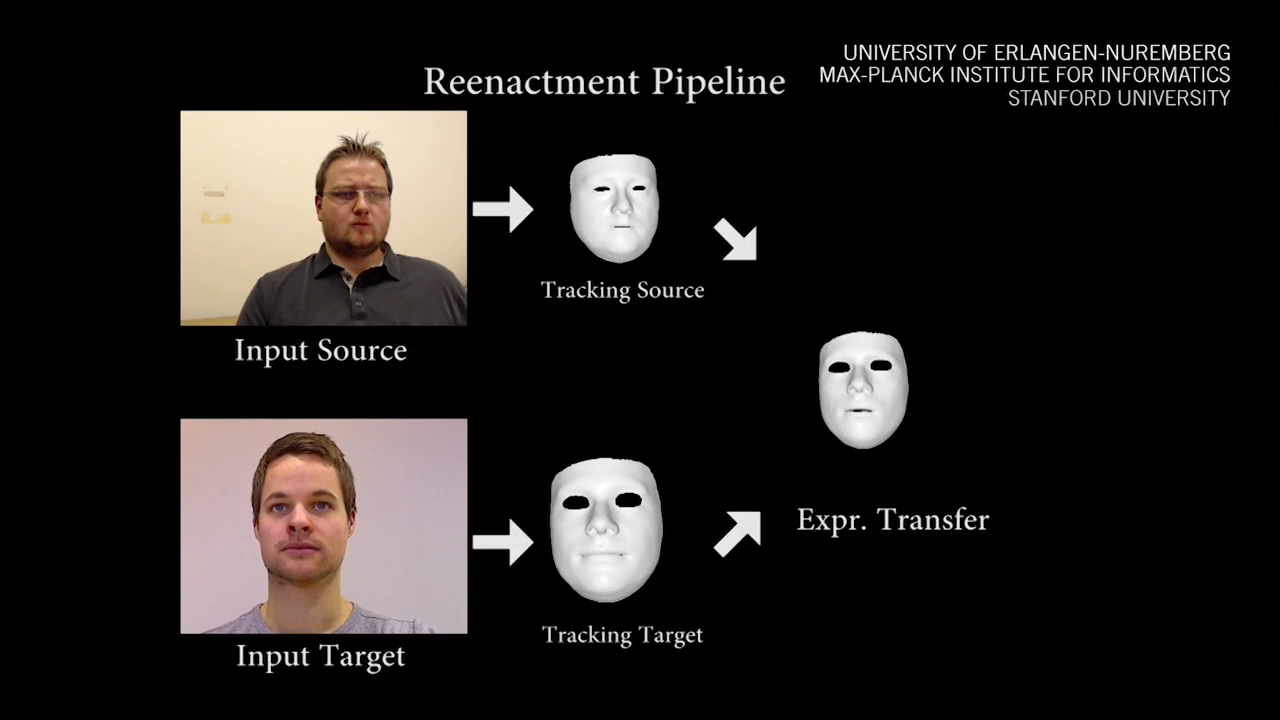 UNIVERSITY OF ERLANGEN-NUREMBERG
MAX-PLANCK INSTITUTE FOR INFORMATICS
STANFORD UNIVERSITY
Reenactment Pipeline
Tracking Source
Input Source
Expr. Transfer
Tracking Target
Input Target